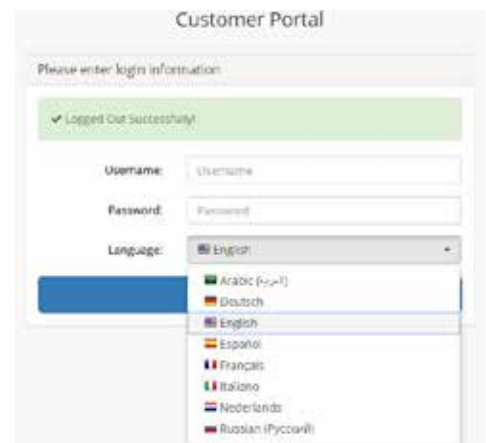 Customer Portal
Please enter login information
✔ Logged Out Successfully!
Username: Username
Password: Password
Language: English
Arabic (العربية)
Deutsch
English
Español
Français
Italiano
Nederlands
Russian (Русский)